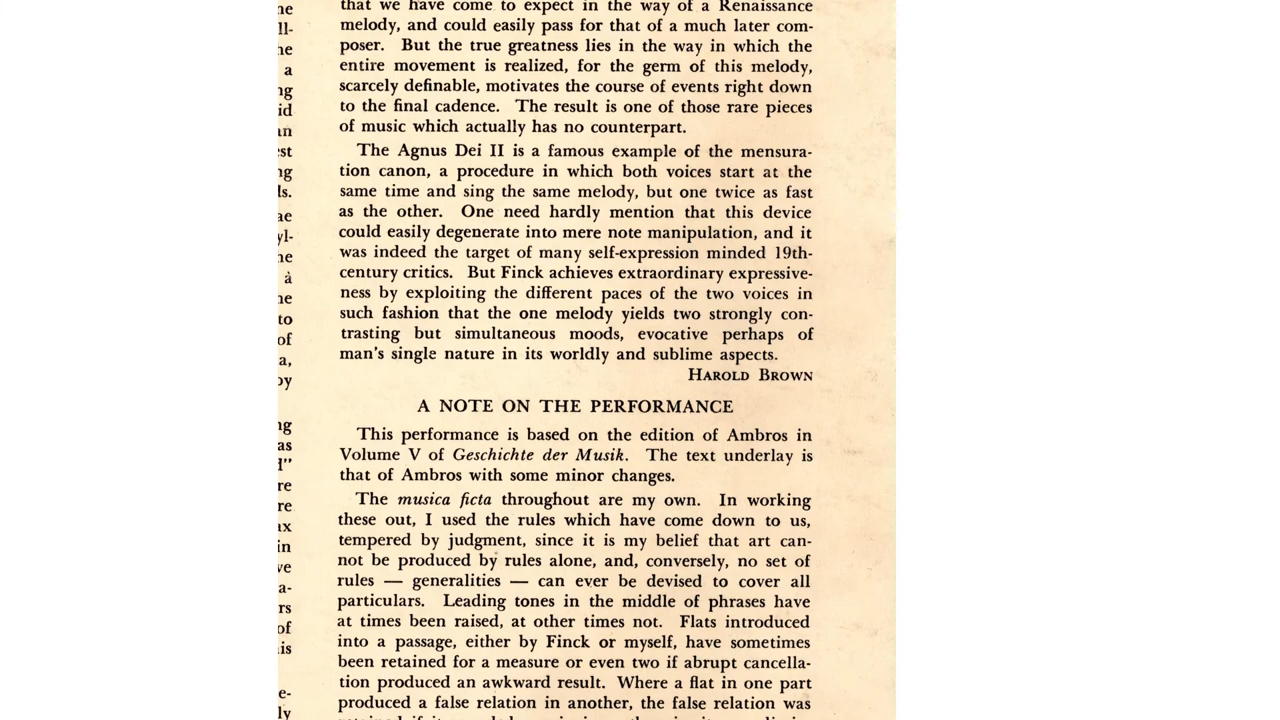 that we have come to expect in the way of a Renaissance
melody, and could easily pass for that of a much later com-
poser. But the true greatness lies in the way in which the
entire movement is realized, for the germ of this melody,
scarcely definable, motivates the course of events right down
to the final cadence. The result is one of those rare pieces
of music which actually has no counterpart.
The Agnus Dei II is a famous example of the mensura-
tion canon, a procedure in which both voices start at the
same time and sing the same melody, but one twice as fast
as the other. One need hardly mention that this device
could easily degenerate into mere note manipulation, and it
was indeed the target of many self-expression minded 19th-
century critics. But Finck achieves extraordinary expressive-
ness by exploiting the different paces of the two voices in
such fashion that the one melody yields two strongly con-
trasting but simultaneous moods, evocative perhaps of
man's single nature in its worldly and sublime aspects.
HAROLD BROWN
A NOTE ON THE PERFORMANCE
This performance is based on the edition of Ambros in
Volume V of Geschichte der Musik. The text underlay is
that of Ambros with some minor changes.
The musica ficta throughout are my own. In working
these out, I used the rules which have come down to us,
tempered by judgment, since it is my belief that art can-
not be produced by rules alone, and, conversely, no set of
rules — generalities — can ever be devised to cover all
particulars. Leading tones in the middle of phrases have
at times been raised, at other times not. Flats introduced
into a passage, either by Finck or myself, have sometimes
been retained for a measure or even two if abrupt cancella-
tion produced an awkward result. Where a flat in one part
produced a false relation in another, the false relation was